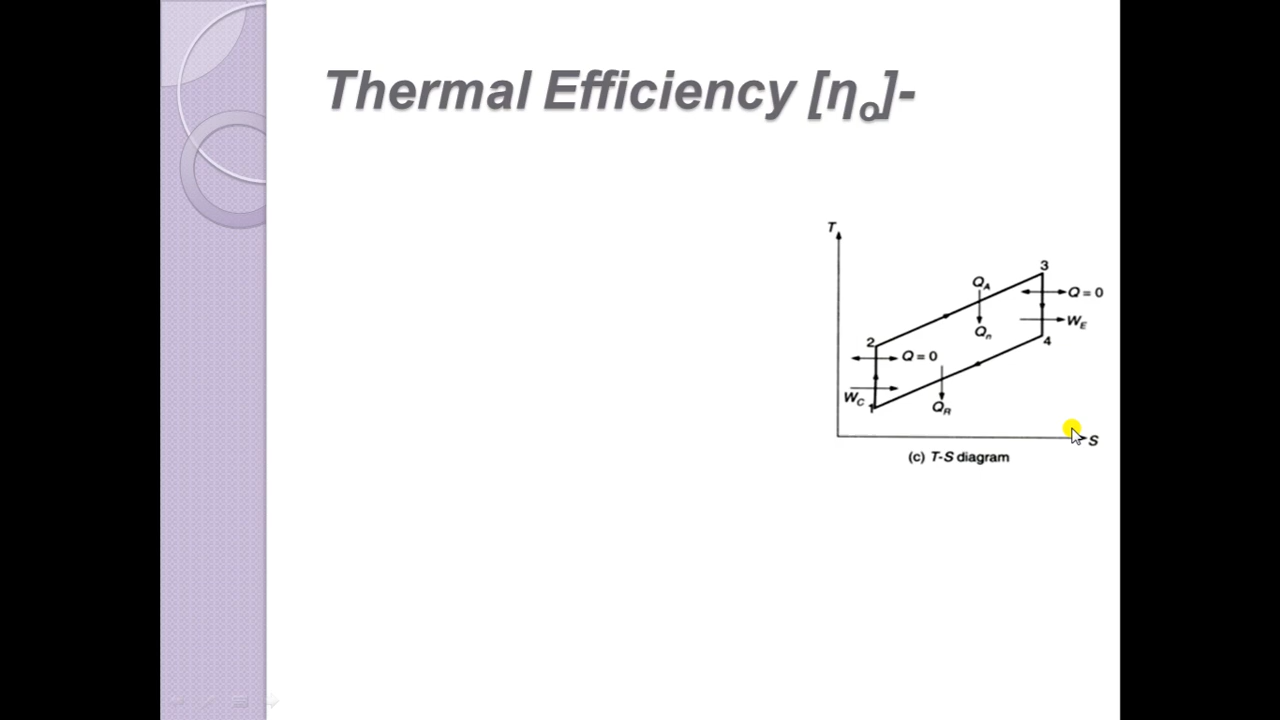 Thermal Efficiency [ηo]-
T
3
QA
Q = 0
Qn
WE
2
4
Q = 0
WC
1
QR
S
(c) T-S diagram